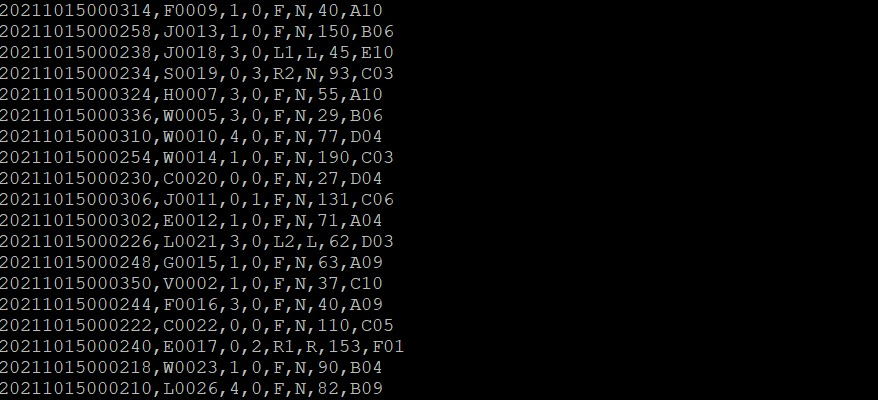 20211015000314,F0009,1,0,F,N,40,A10
20211015000258,J0013,1,0,F,N,150,B06
20211015000238,J0018,3,0,L1,L,45,E10
20211015000234,S0019,0,3,R2,N,93,C03
20211015000324,H0007,3,0,F,N,55,A10
20211015000336,W0005,3,0,F,N,29,B06
20211015000310,W0010,4,0,F,N,77,D04
20211015000254,W0014,1,0,F,N,190,C03
20211015000230,C0020,0,0,F,N,27,D04
20211015000306,J0011,0,1,F,N,131,C06
20211015000302,E0012,1,0,F,N,71,A04
20211015000226,L0021,3,0,L2,L,62,D03
20211015000248,G0015,1,0,F,N,63,A09
20211015000350,V0002,1,0,F,N,37,C10
20211015000244,F0016,3,0,F,N,40,A09
20211015000222,C0022,0,0,F,N,110,C05
20211015000240,E0017,0,2,R1,R,153,F01
20211015000218,W0023,1,0,F,N,90,B04
20211015000210,L0026,4,0,F,N,82,B09